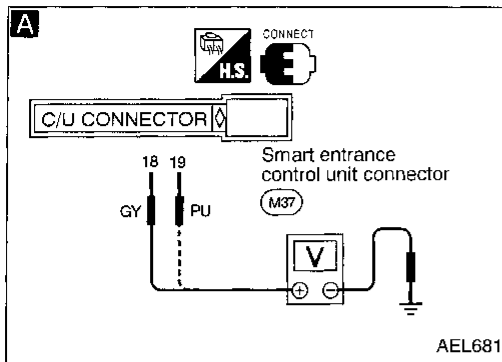 A
CONNECT
H.S.
C/U CONNECTOR
18 19
Smart entrance
control unit connector
M37
GY PU
V
+ −
AEL681